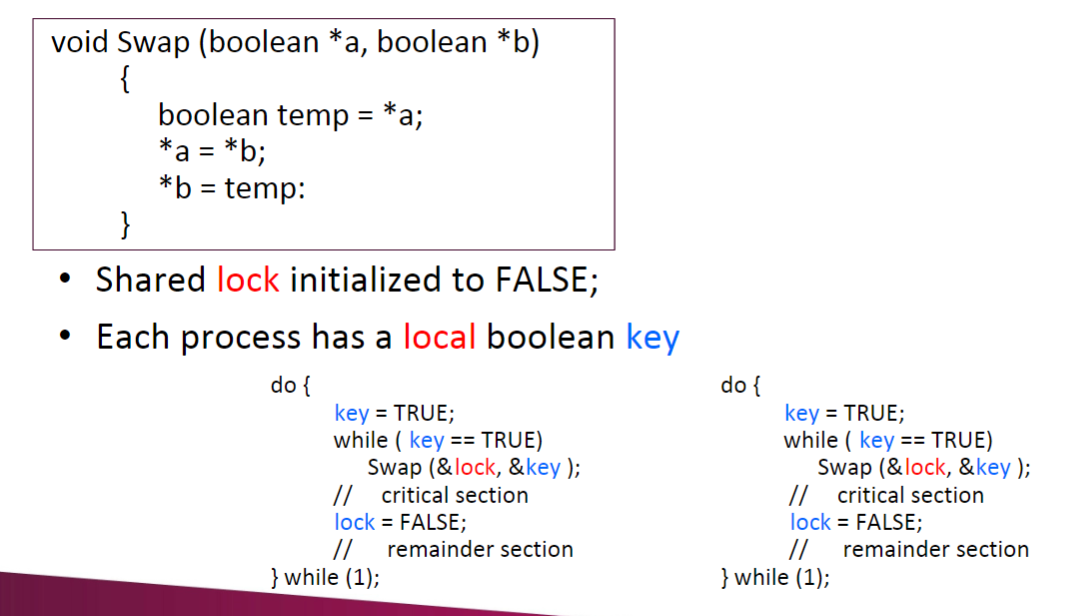 void Swap (boolean *a, boolean *b)
{
boolean temp = *a;
*a = *b;
*b = temp:
}
• Shared lock initialized to FALSE;
• Each process has a local boolean key
do {
key = TRUE;
while ( key == TRUE)
Swap (&lock, &key );
// critical section
lock = FALSE;
// remainder section
} while (1);
do {
key = TRUE;
while ( key == TRUE)
Swap (&lock, &key );
// critical section
lock = FALSE;
// remainder section
} while (1);